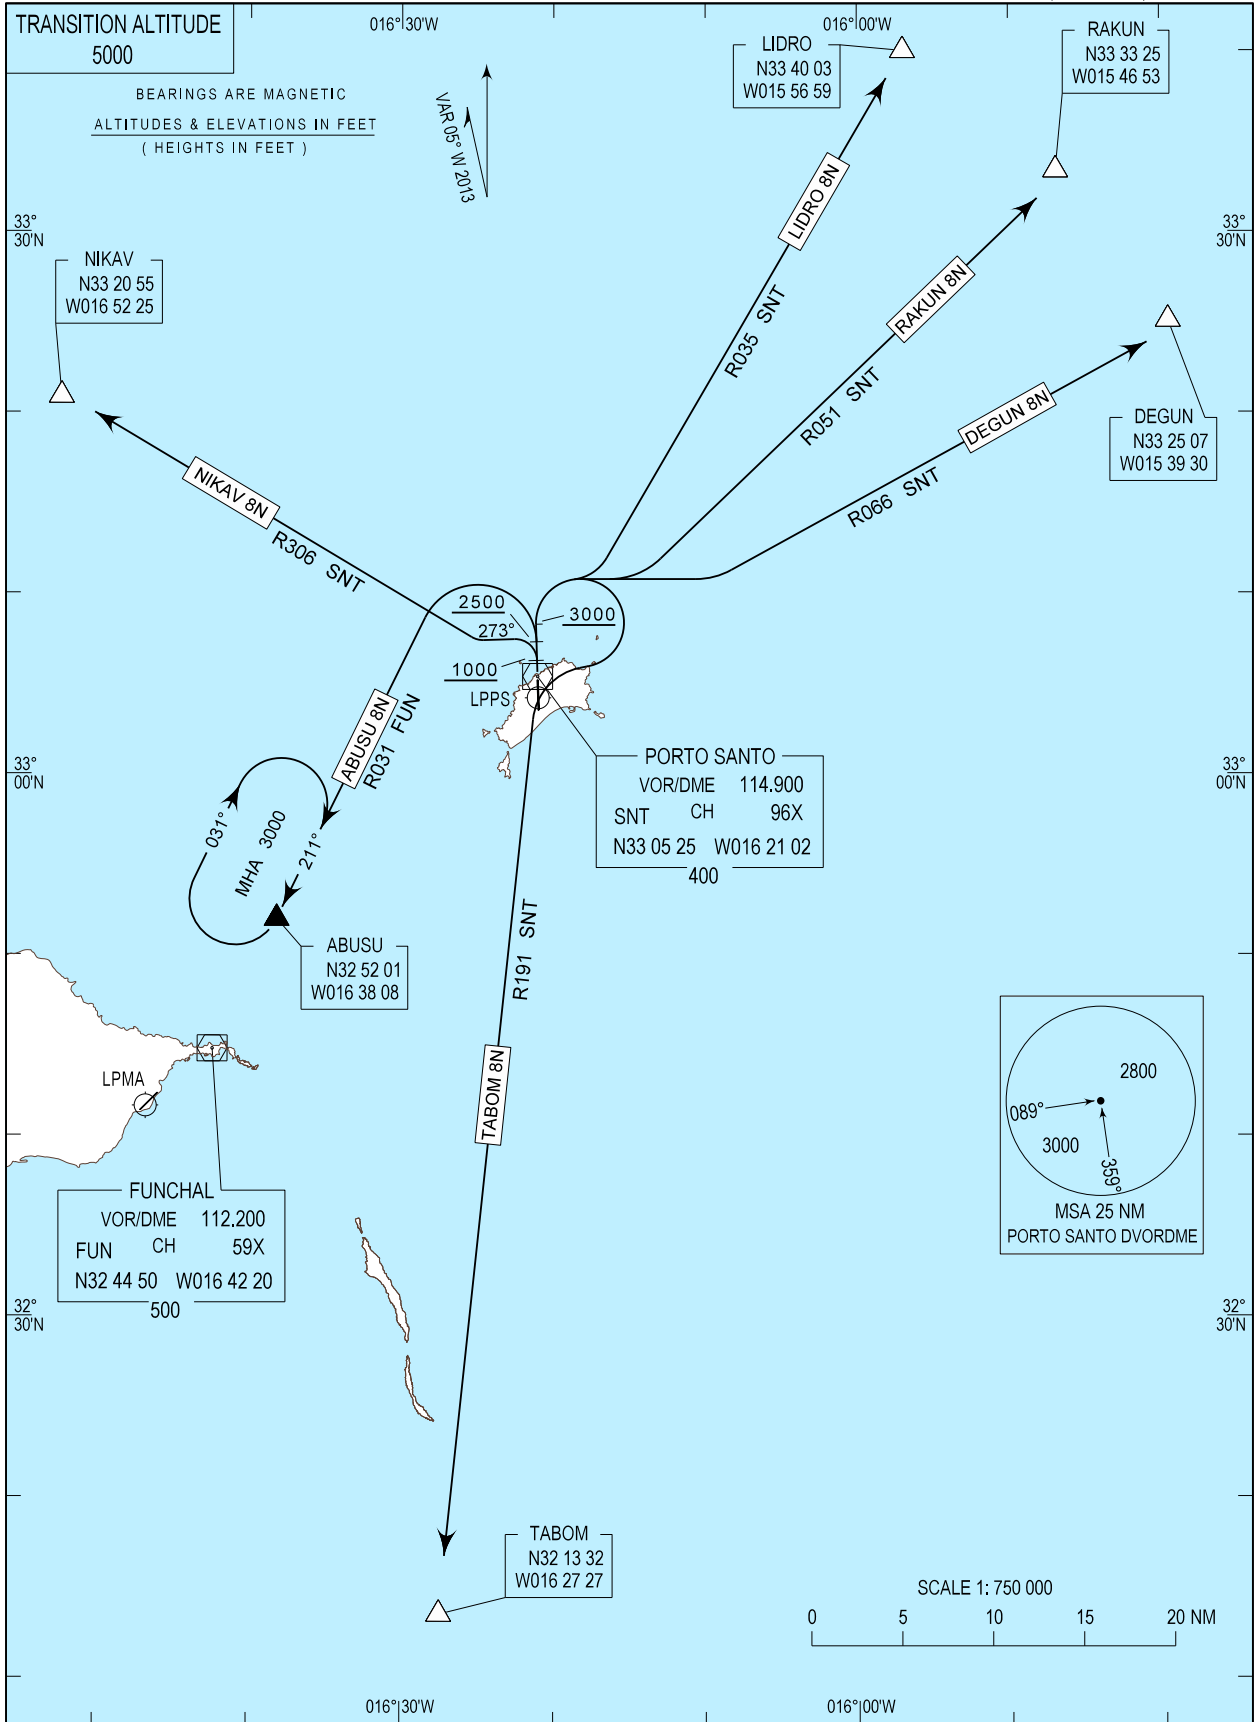 016°30'W
016°00'W
TRANSITION ALTITUDE
5000
BEARINGS ARE MAGNETIC
ALTITUDES & ELEVATIONS IN FEET
( HEIGHTS IN FEET )
VAR 05° W 2013
LIDRO
N33 40 03
W015 56 59
RAKUN
N33 33 25
W015 46 53
33°
30'N
33°
30'N
NIKAV
N33 20 55
W016 52 25
LIDRO 8N
R035 SNT
RAKUN 8N
R051 SNT
DEGUN 8N
R066 SNT
DEGUN
N33 25 07
W015 39 30
NIKAV 8N
R306 SNT
2500
273°
3000
1000
LPPS
ABUSU 8N
R031 FUN
33°
00'N
33°
00'N
PORTO SANTO
VOR/DME 114.900
SNT CH 96X
N33 05 25 W016 21 02
400
031°
MHA 3000
211°
ABUSU
N32 52 01
W016 38 08
R191 SNT
TABOM 8N
LPMA
FUNCHAL
VOR/DME 112.200
FUN CH 59X
N32 44 50 W016 42 20
500
2800
089°
3000
359°
MSA 25 NM
PORTO SANTO DVORDME
32°
30'N
32°
30'N
TABOM
N32 13 32
W016 27 27
SCALE 1: 750 000
0 5 10 15 20 NM
016°30'W
016°00'W